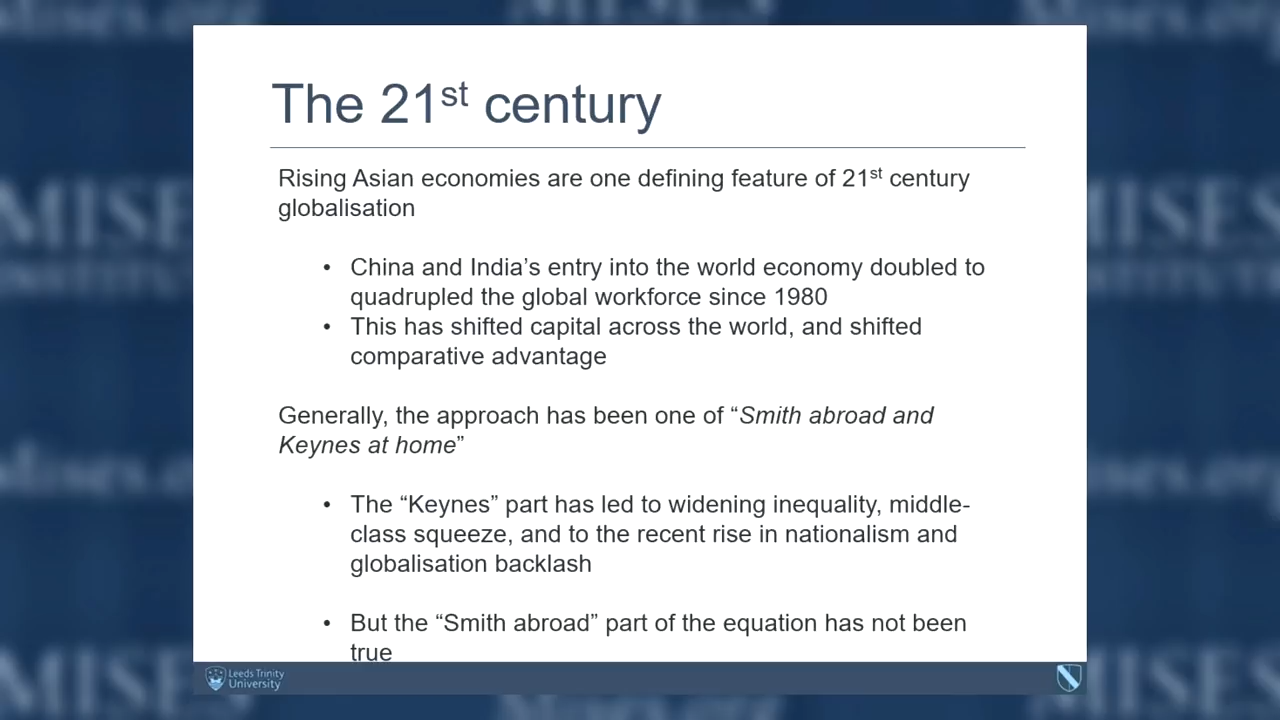 The 21st century
Rising Asian economies are one defining feature of 21st century
globalisation
• China and India’s entry into the world economy doubled to
quadrupled the global workforce since 1980
• This has shifted capital across the world, and shifted
comparative advantage
Generally, the approach has been one of “Smith abroad and
Keynes at home”
• The “Keynes” part has led to widening inequality, middle-
class squeeze, and to the recent rise in nationalism and
globalisation backlash
• But the “Smith abroad” part of the equation has not been
true
Leeds Trinity
University
Mises.org
MISES
INSTITUTE